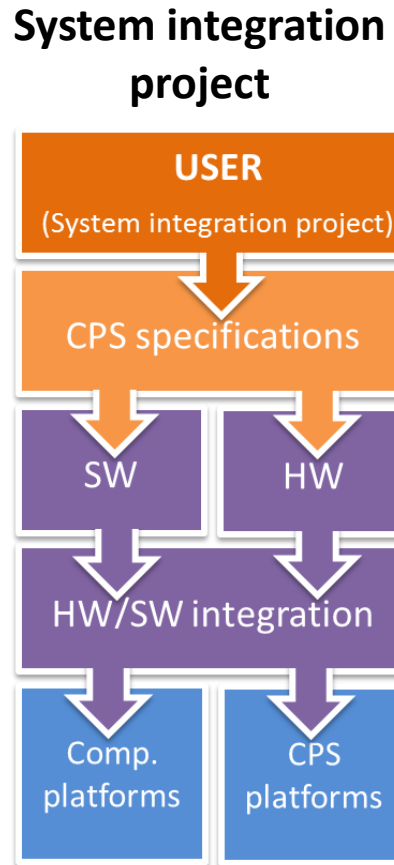 System integration
project
USER
(System integration project)
CPS specifications
SW
HW
HW/SW integration
Comp.
platforms
CPS
platforms